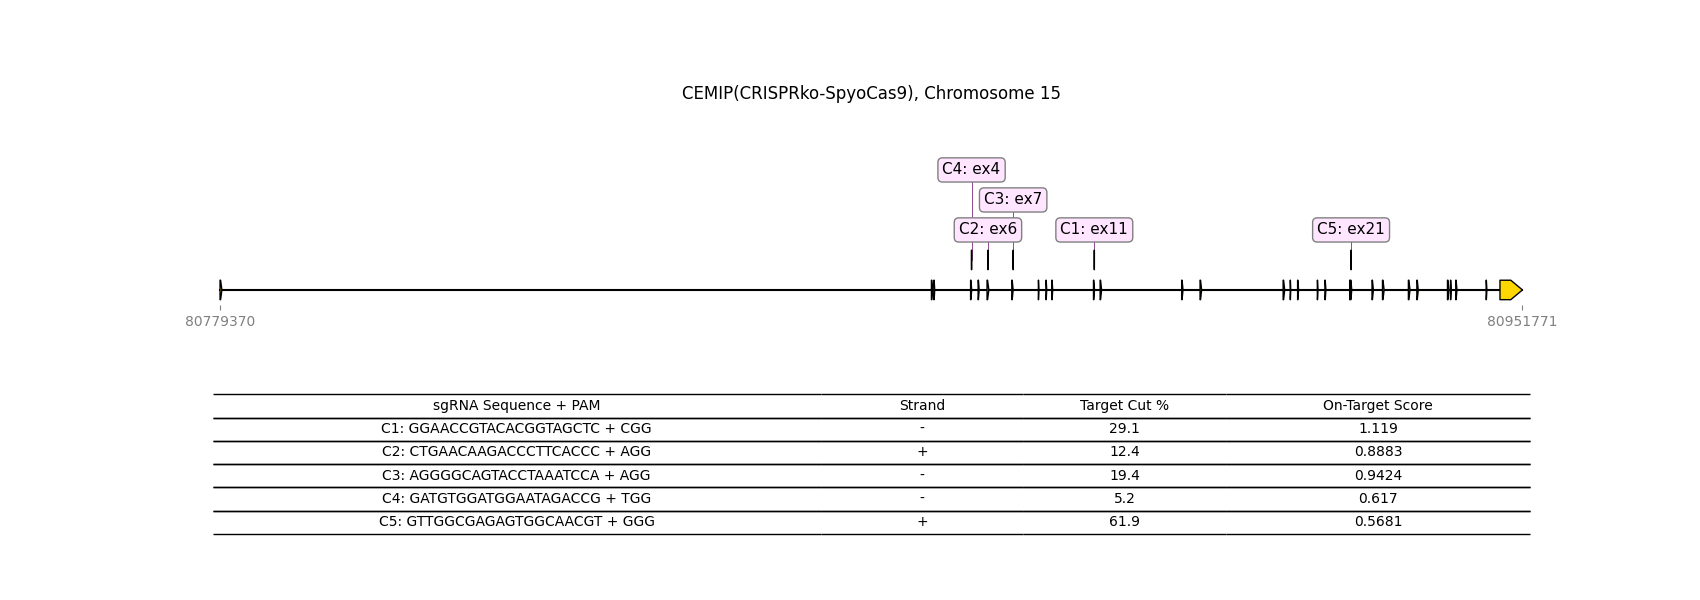 CEMIP(CRISPRko-SpyoCas9), Chromosome 15
C4: ex4
C3: ex7
C2: ex6
C1: ex11
C5: ex21
80779370
80951771
sgRNA Sequence + PAM Strand Target Cut % On-Target Score
C1: GGAACCGTACACGGTAGCTC + CGG - 29.1 1.119
C2: CTGAACAAGACCCTTCACCC + AGG + 12.4 0.8883
C3: AGGGGCAGTACCTAAATCCA + AGG - 19.4 0.9424
C4: GATGTGGATGGAATAGACCG + TGG - 5.2 0.617
C5: GTTGGCGAGAGTGGCAACGT + GGG + 61.9 0.5681